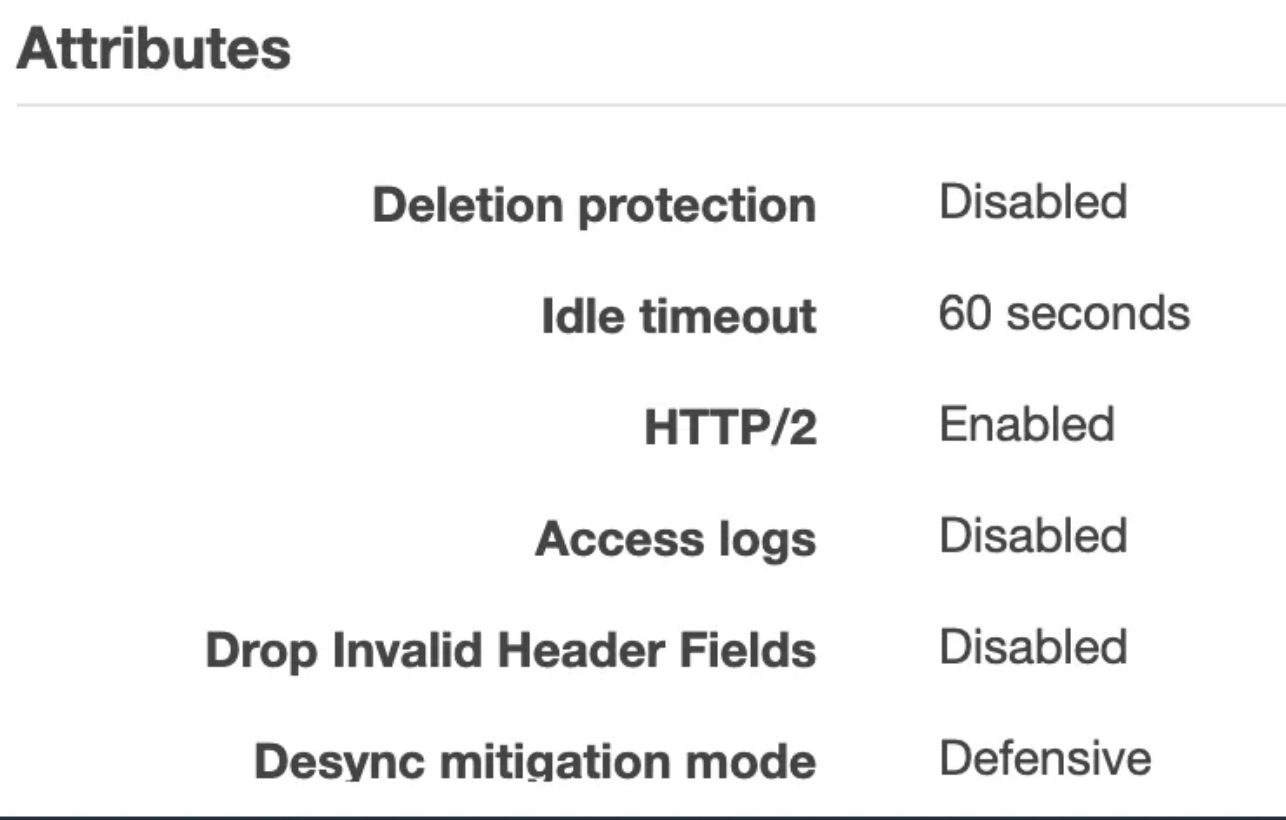 Attributes
Deletion protection Disabled
Idle timeout 60 seconds
HTTP/2 Enabled
Access logs Disabled
Drop Invalid Header Fields Disabled
Desync mitigation mode Defensive